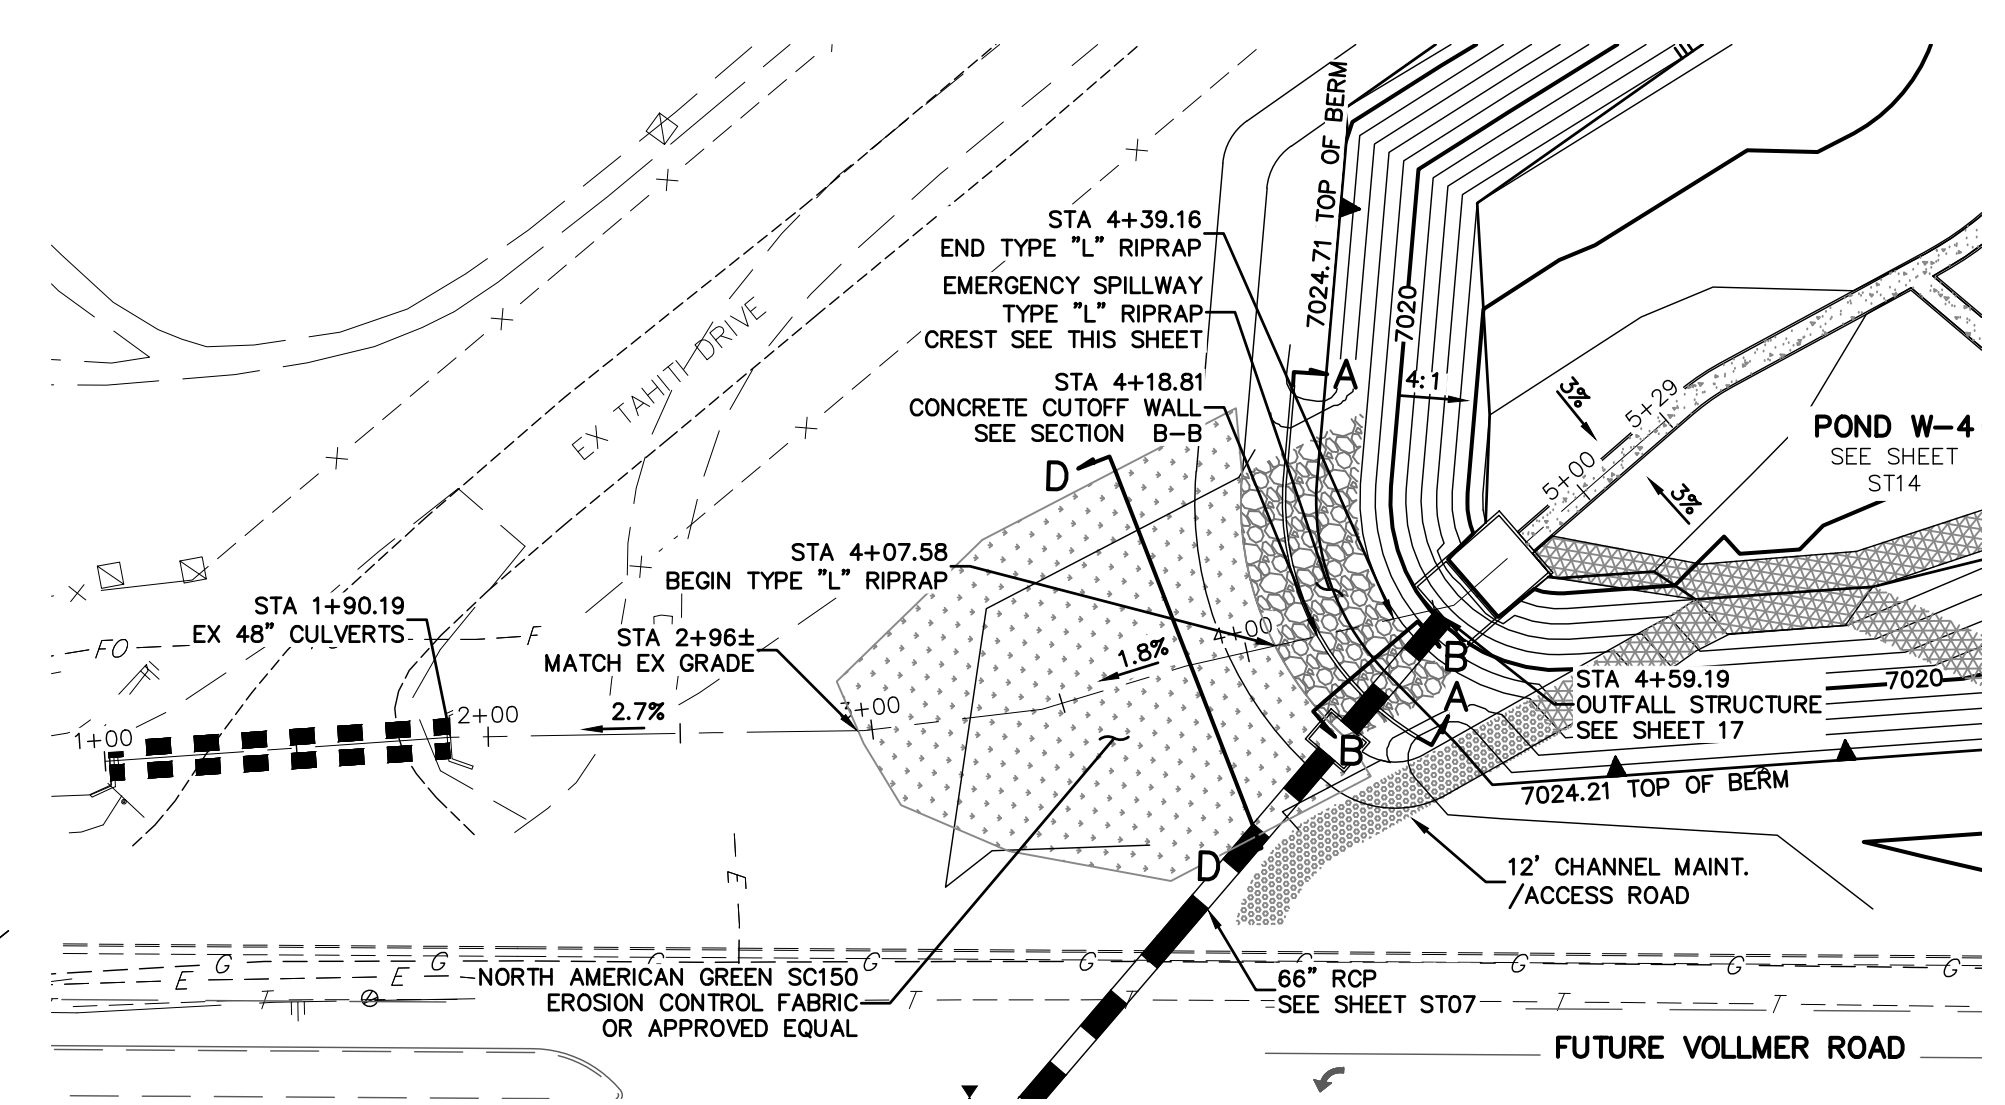 7024.71 TOP OF BERM
STA 4+39.16
END TYPE "L" RIPRAP
EMERGENCY SPILLWAY
TYPE "L" RIPRAP
CREST SEE THIS SHEET
STA 4+18.81
CONCRETE CUTOFF WALL
SEE SECTION B-B
7020
A
4:1
3%
5+29
POND W-4
SEE SHEET
ST14
EX TAHITI DRIVE
D
5+00
3%
STA 4+07.58
BEGIN TYPE "L" RIPRAP
STA 1+90.19
EX 48" CULVERTS
FO
F
STA 2+96±
MATCH EX GRADE
4+00
1.8%
B
A
STA 4+59.19
OUTFALL STRUCTURE
SEE SHEET 17
7020
3+00
2.7%
2+00
1+00
B
7024.21 TOP OF BERM
D
12' CHANNEL MAINT.
/ACCESS ROAD
E
G
G
G
G
G
G
G
G
E
E
NORTH AMERICAN GREEN SC150
EROSION CONTROL FABRIC
OR APPROVED EQUAL
66" RCP
SEE SHEET ST07
T
T
T
T
T
FUTURE VOLLMER ROAD